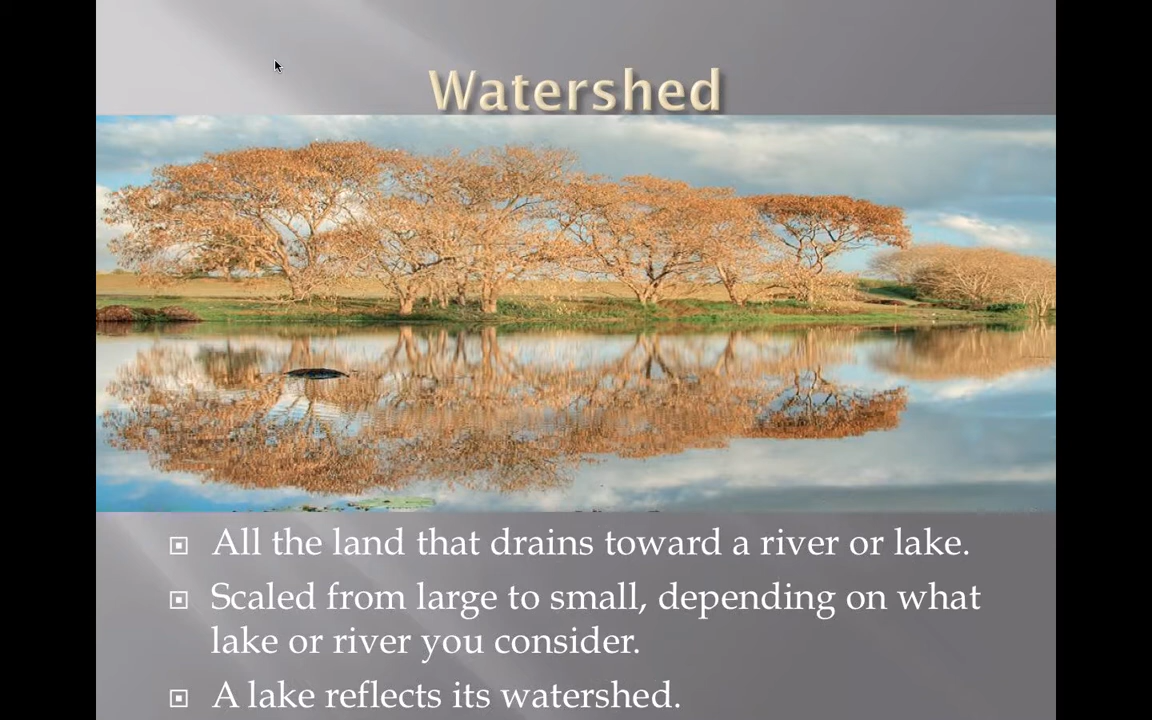 Watershed
All the land that drains toward a river or lake.
Scaled from large to small, depending on what
lake or river you consider.
A lake reflects its watershed.